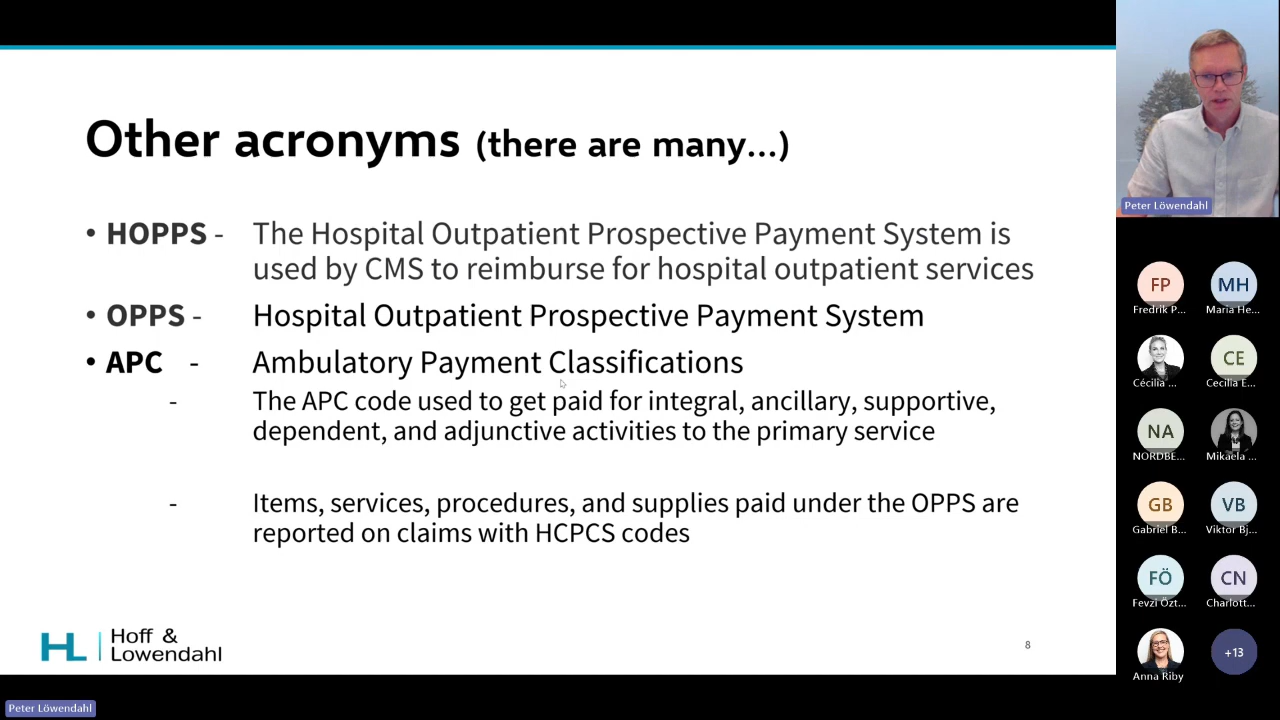 Other acronyms (there are many...)
• HOPPS - The Hospital Outpatient Prospective Payment System is
used by CMS to reimburse for hospital outpatient services
• OPPS - Hospital Outpatient Prospective Payment System
• APC - Ambulatory Payment Classifications
- The APC code used to get paid for integral, ancillary, supportive,
dependent, and adjunctive activities to the primary service
- Items, services, procedures, and supplies paid under the OPPS are
reported on claims with HCPCS codes
HL | Hoff &
Lowendahl
8
Peter Löwendahl
Peter Löwendahl
FP MH
Fredrik P... Maria He...
CE
Cécilia ... Cecilia E...
NA
NORDBE... Mikaela ...
GB VB
Gabriel B... Viktor Bj...
FÖ CN
Fevzi Özt... Charlott...
+13
Anna Riby